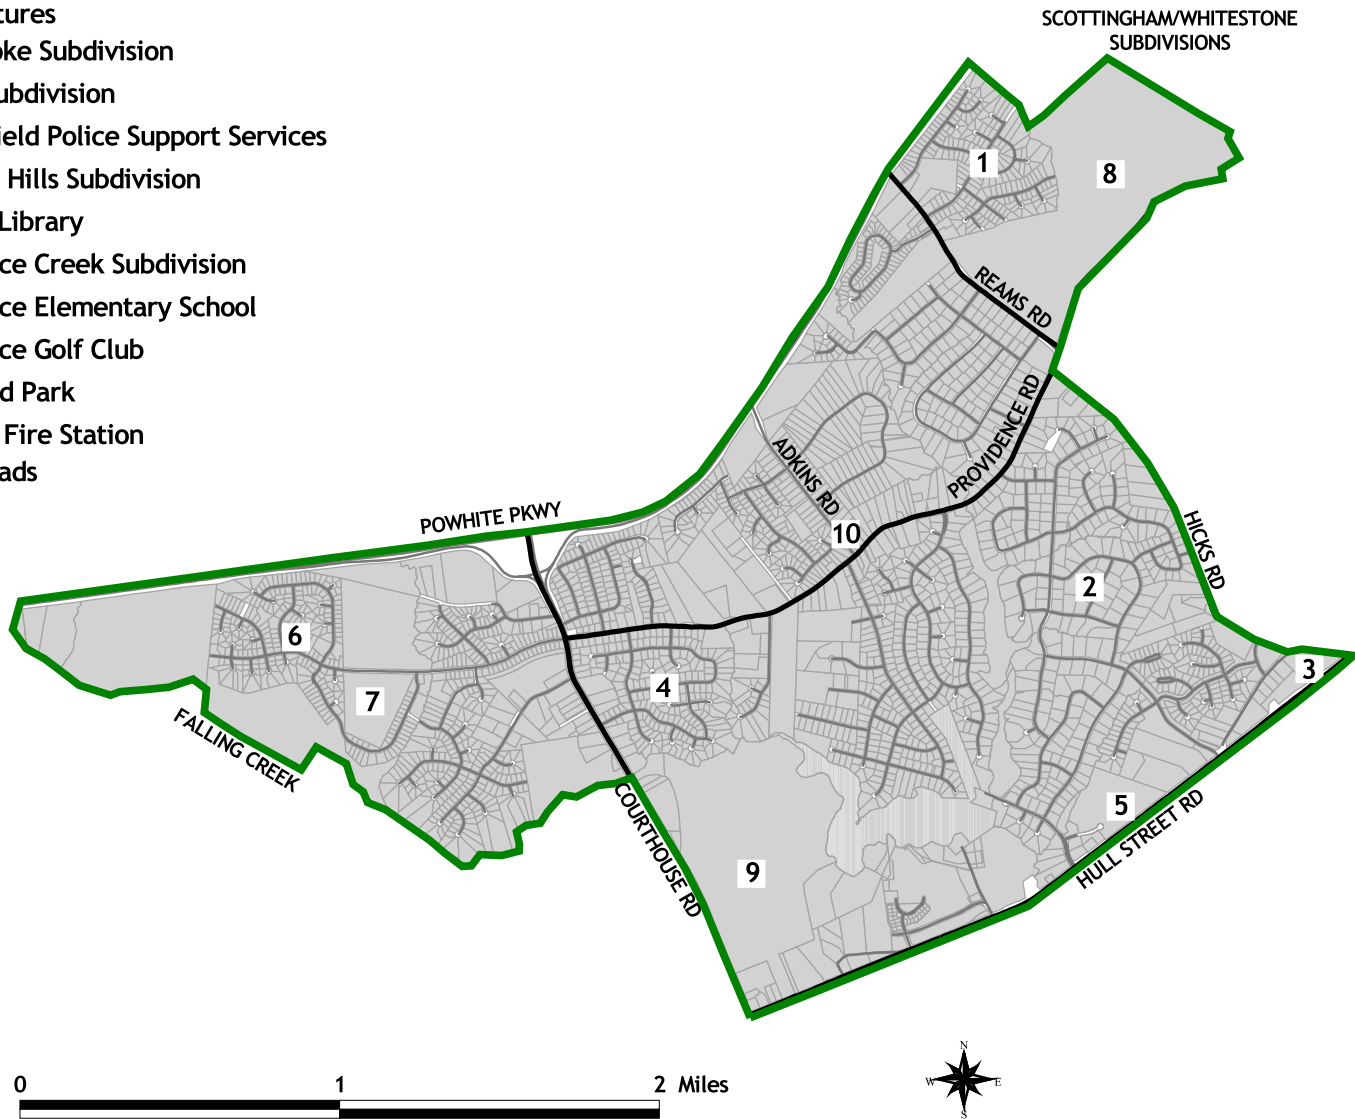 tures
oke Subdivision
ubdivision
ield Police Support Services
Hills Subdivision
Library
ce Creek Subdivision
ce Elementary School
ce Golf Club
d Park
Fire Station
ads
SCOTTINGHAM/WHITESTONE
SUBDIVISIONS
1
8
REAMS RD
PROVIDENCE RD
ADKINS RD
POWHITE PKWY
10
HICKS RD
2
6
3
4
7
FALLING CREEK
5
HULL STREET RD
COURTHOUSE RD
9
N
W
E
S
0 1 2 Miles